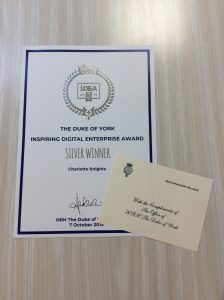 iDEA
THE DUKE OF YORK
INSPIRING DIGITAL ENTERPRISE AWARD
SILVER WINNER
Charlotte Knights
HRH The Duke of
7 October
BUCKINGHAM PALACE
With the Compliments of
The Office of
HRH The Duke of York